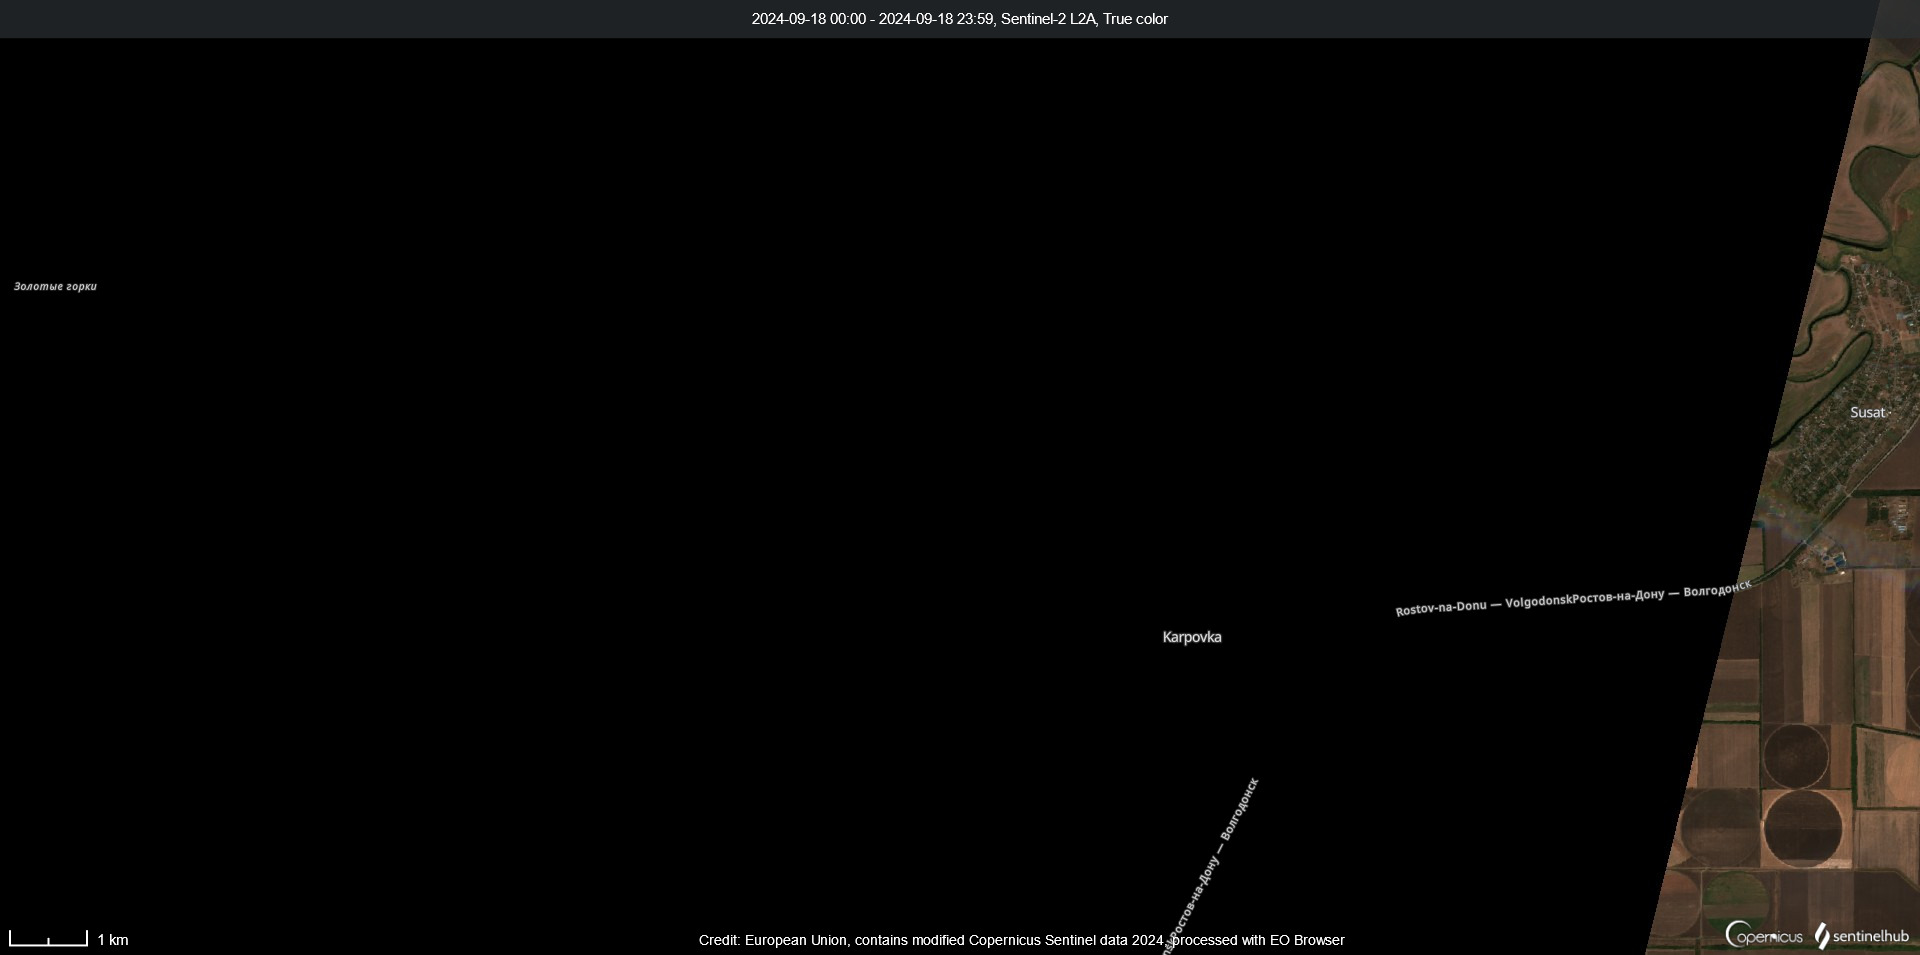 2024-09-18 00:00 - 2024-09-18 23:59, Sentinel-2 L2A, True color
Золотые горки
Susat
Rostov-na-Donu — VolgodonskРостов-на-Дону — Волгодонск
Karpovka
Ростов-на-Дону — Волгодонск
1 km
Credit: European Union, contains modified Copernicus Sentinel data 2024, processed with EO Browser
opernicus
sentinelhub